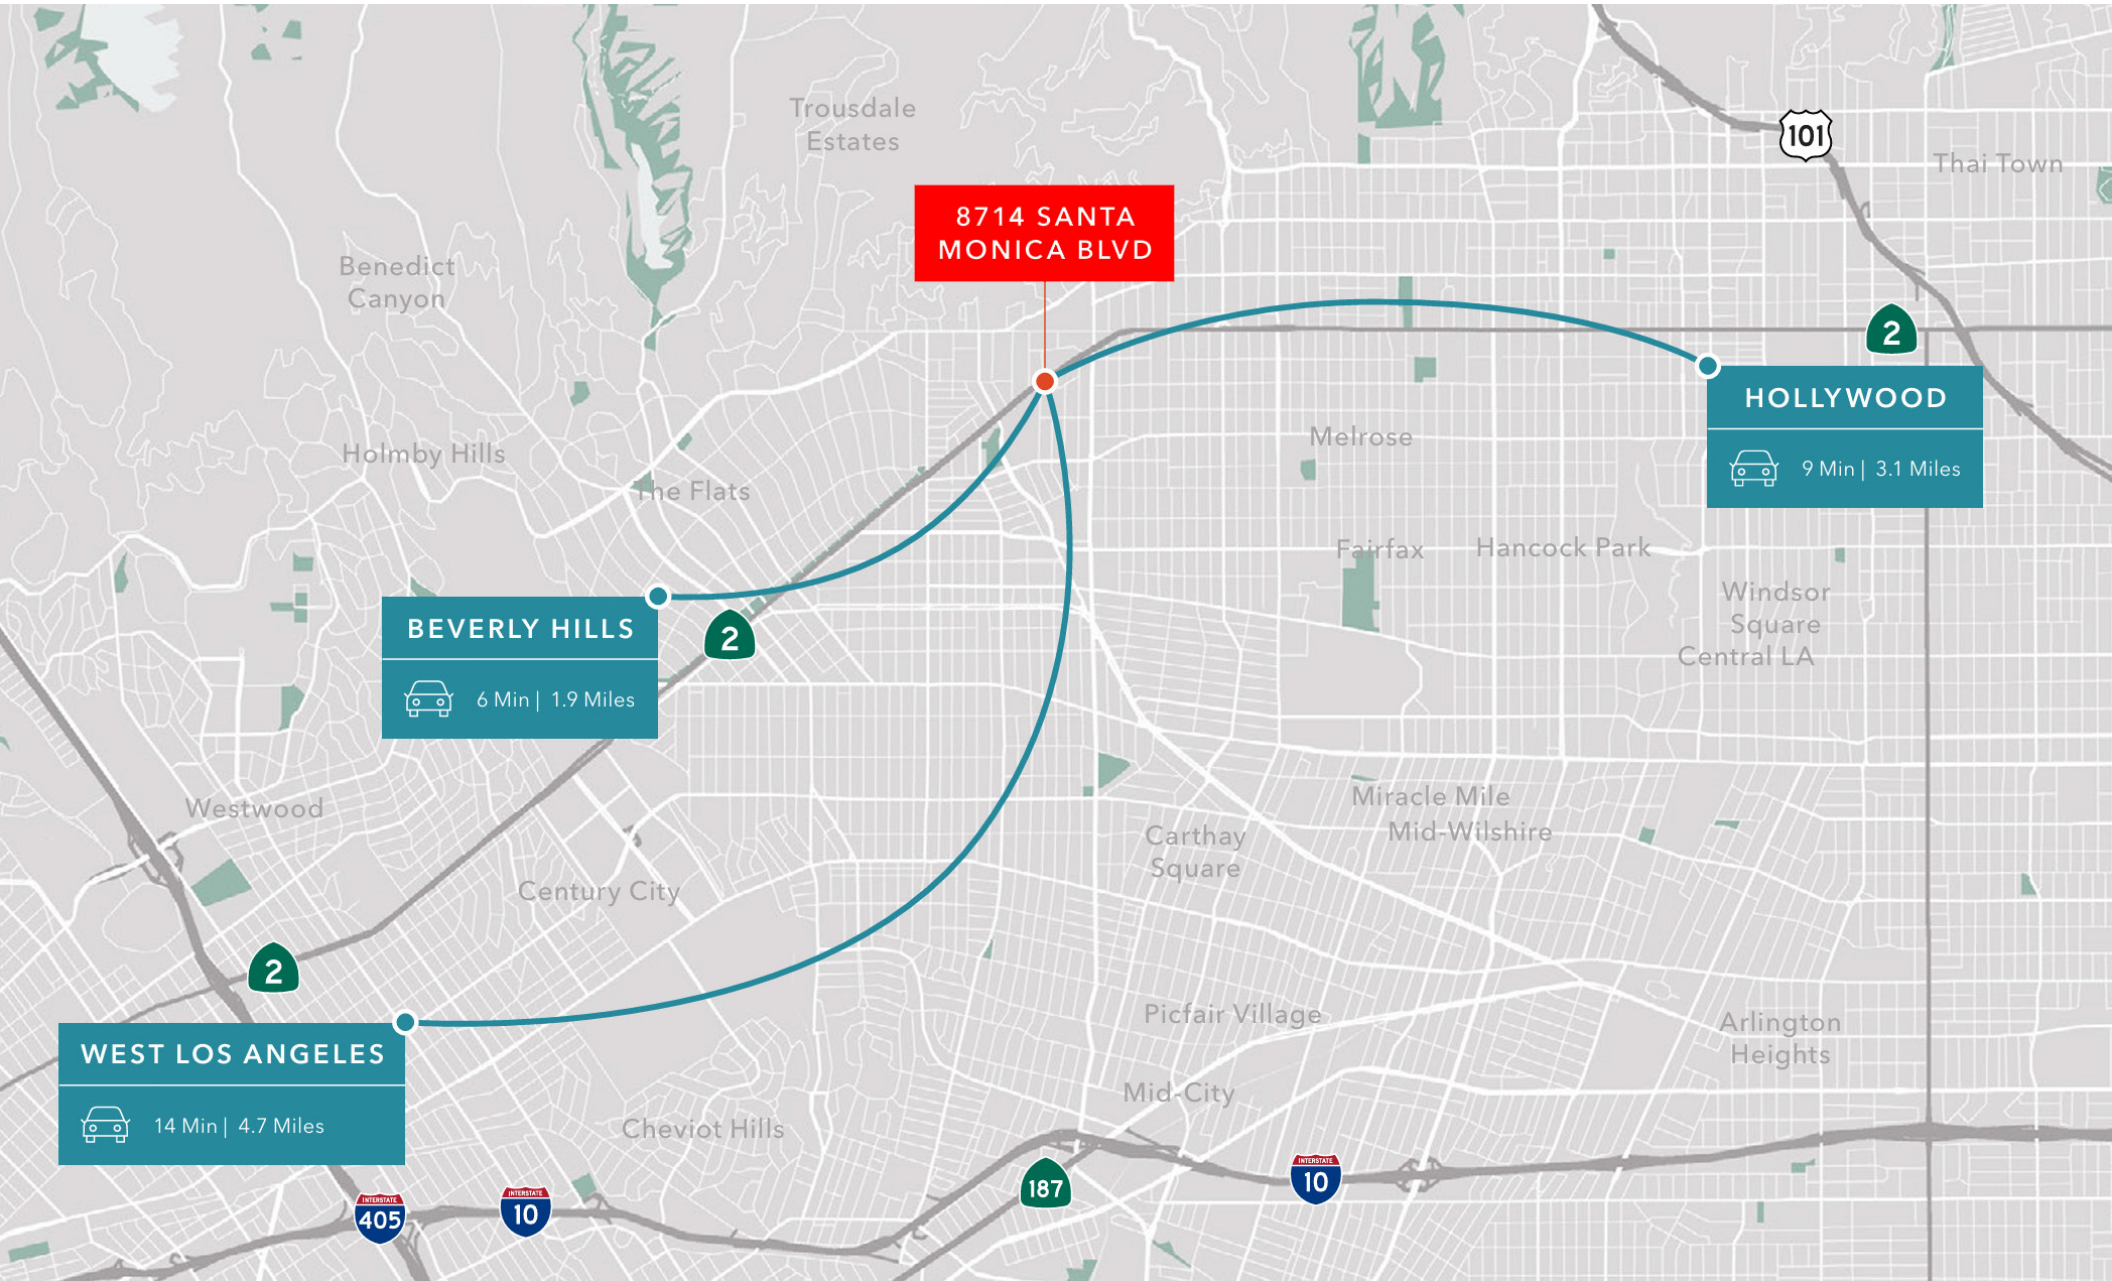 Trousdale
Estates
101
Thai Town
8714 SANTA
MONICA BLVD
Benedict
Canyon
2
HOLLYWOOD
9 Min | 3.1 Miles
Melrose
Holmby Hills
The Flats
Fairfax
Hancock Park
Windsor
Square
Central LA
BEVERLY HILLS
6 Min | 1.9 Miles
2
Westwood
Miracle Mile
Mid-Wilshire
Carthay
Square
Century City
2
WEST LOS ANGELES
14 Min | 4.7 Miles
Picfair Village
Arlington
Heights
Mid-City
Cheviot Hills
INTERSTATE
405
INTERSTATE
10
187
INTERSTATE
10